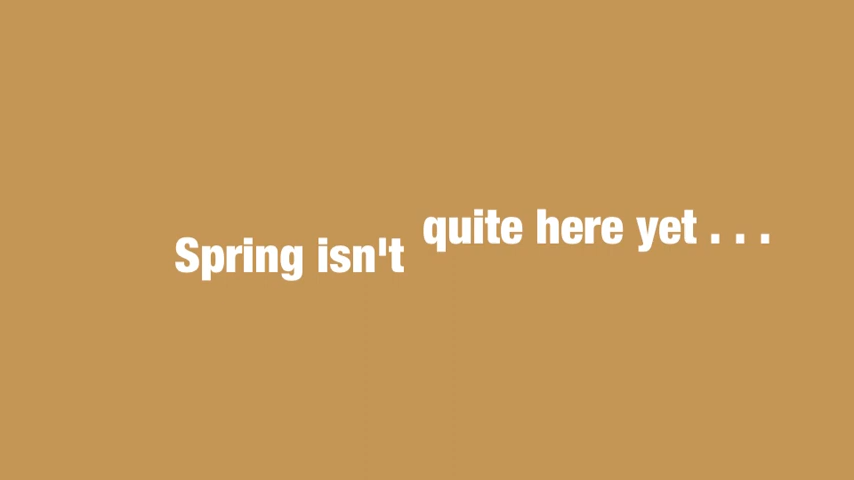 Spring isn't quite here yet . . .